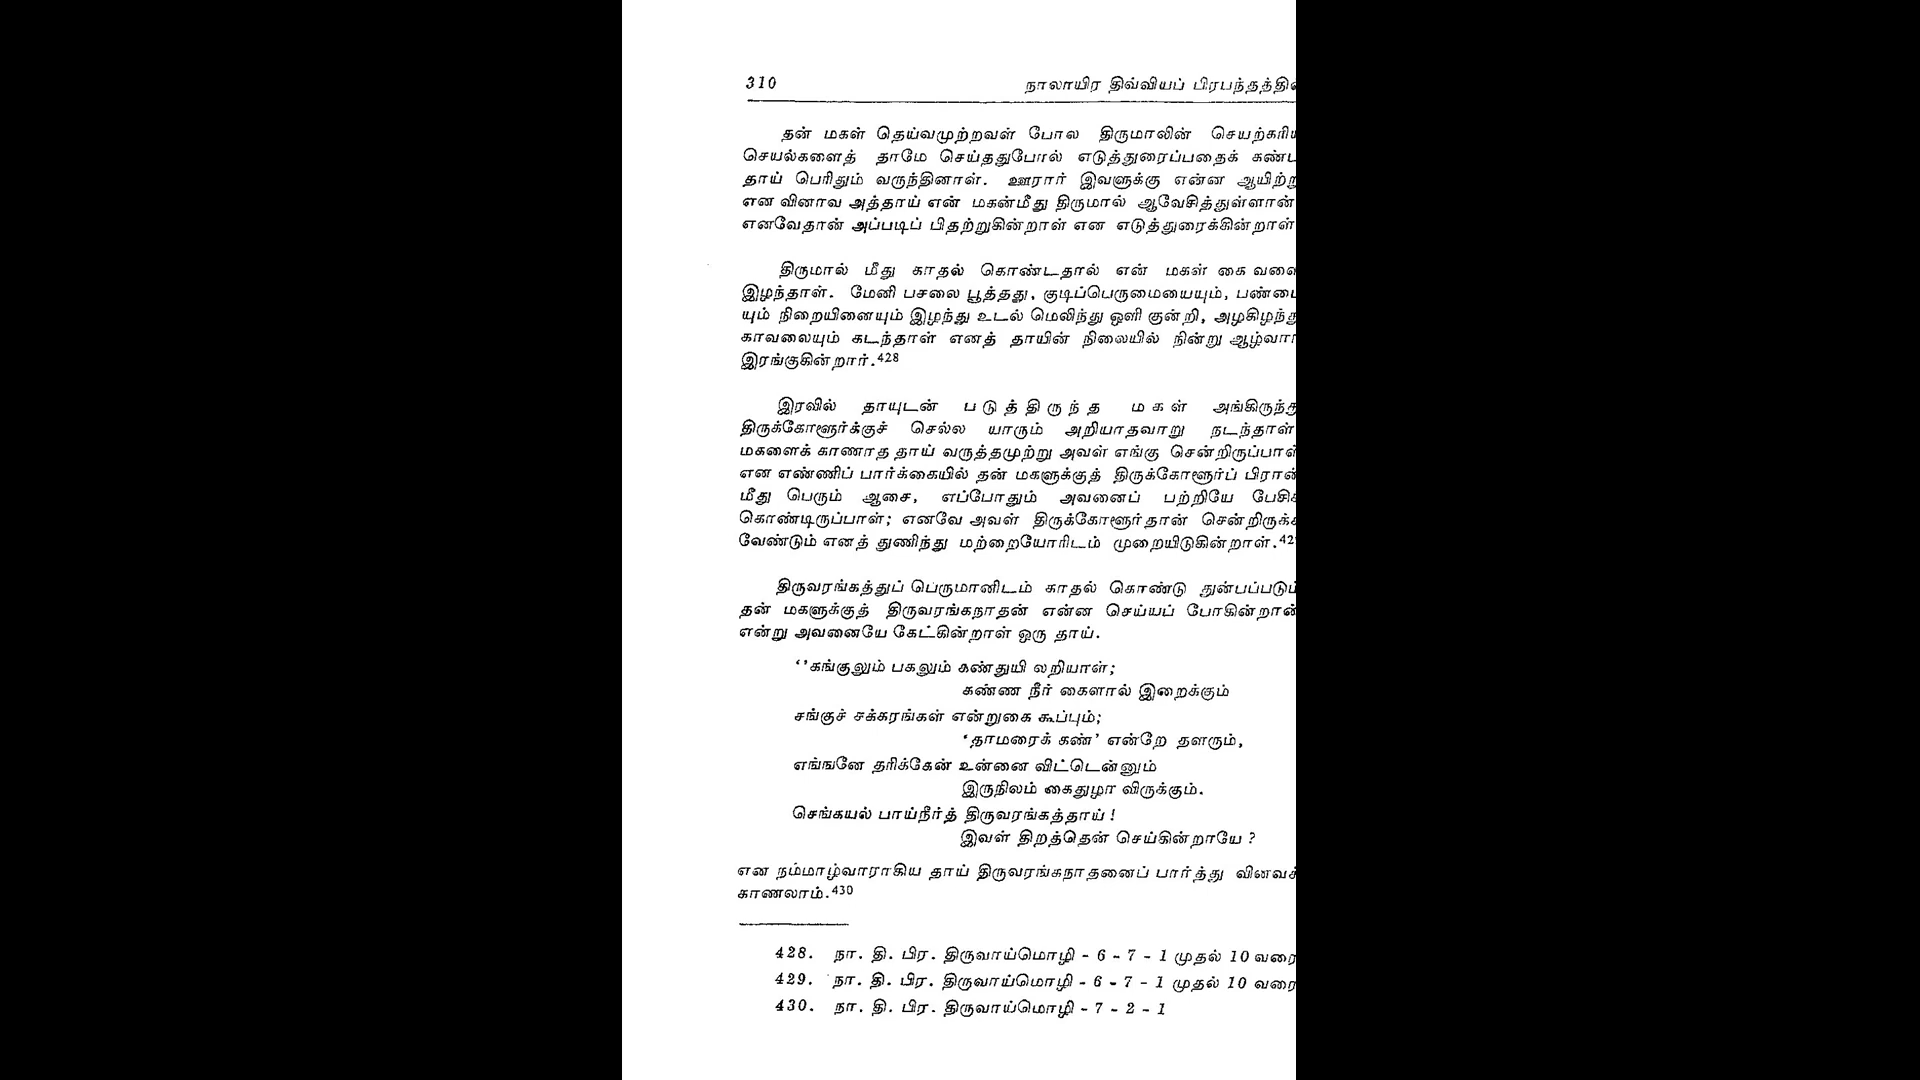 310 நாலாயிர திவ்வியப் பிரபந்தத்தின்
தன் மகள் தெய்வமுற்றவள் போல திருமாலின் செயற்கரிய
செயல்களைத் தாமே செய்ததுபோல் எடுத்துரைப்பதைக் கண்ட
தாய் பெரிதும் வருந்தினாள். ஊரார் இவளுக்கு என்ன ஆயிற்று
என வினாவ அத்தாய் என் மகன்மீது திருமால் ஆவேசித்துள்ளான்
எனவேதான் அப்படிப் பிதற்றுகின்றாள் என எடுத்துரைக்கின்றாள்
திருமால் மீது காதல் கொண்டதால் என் மகள் கை வளை
இழந்தாள். மேனி பசலை பூத்தது, குடிப்பெருமையையும், பண்பை
யும் நிறையினையும் இழந்து உடல் மெலிந்து ஒளி குன்றி, அழகிழந்து
காவலையும் கடந்தாள் எனத் தாயின் நிலையில் நின்று ஆழ்வார்
இரங்குகின்றார்.428
இரவில் தாயுடன் படுத்திருந்த மகள் அங்கிருந்து
திருக்கோளூர்க்குச் செல்ல யாரும் அறியாதவாறு நடந்தாள்
மகளைக் காணாத தாய் வருத்தமுற்று அவள் எங்கு சென்றிருப்பாள்
என எண்ணிப் பார்க்கையில் தன் மகளுக்குத் திருக்கோளூர்ப் பிரான்
மீது பெரும் ஆசை, எப்போதும் அவனைப் பற்றியே பேசிக்
கொண்டிருப்பாள்; எனவே அவள் திருக்கோளூர்தான் சென்றிருக்க
வேண்டும் எனத் துணிந்து மற்றையோரிடம் முறையிடுகின்றாள்.429
திருவரங்கத்துப் பெருமானிடம் காதல் கொண்டு துன்பப்படும்
தன் மகளுக்குத் திருவரங்கநாதன் என்ன செய்யப் போகின்றான்
என்று அவனையே கேட்கின்றாள் ஒரு தாய்.
‘’கங்குலும் பகலும் கண்துயி லறியாள்;
கண்ண நீர் கைளால் இறைக்கும்
சங்குச் சக்கரங்கள் என்றுகை கூப்பும்;
‘தாமரைக் கண்’ என்றே தளரும்,
எங்ஙனே தரிக்கேன் உன்னை விட்டென்னும்
இருநிலம் கைதுழா விருக்கும்.
செங்கயல் பாய்நீர்த் திருவரங்கத்தாய் !
இவள் திறத்தென் செய்கின்றாயே ?
என நம்மாழ்வாராகிய தாய் திருவரங்கநாதனைப் பார்த்து வினவக்
காணலாம்.430
428. நா. தி. பிர. திருவாய்மொழி - 6 - 7 - 1 முதல் 10 வரை
429. நா. தி. பிர. திருவாய்மொழி - 6 - 7 - 1 முதல் 10 வரை
430. நா. தி. பிர. திருவாய்மொழி - 7 - 2 - 1